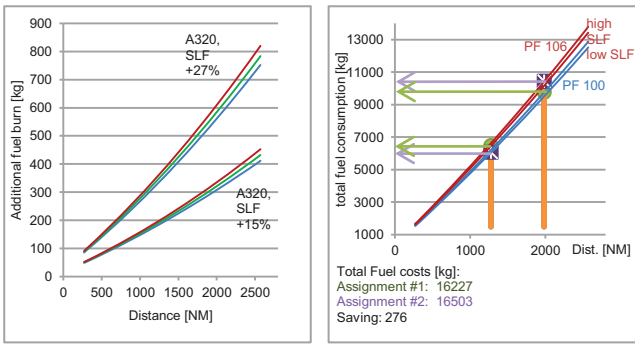 900
800
700
600
500
400
300
200
100
0
Additional fuel burn [kg]
A320,
SLF
+27%
A320,
SLF
+15%
0 500 1000 1500 2000 2500
Distance [NM]
13000
11000
9000
7000
5000
3000
1000
total fuel consumption [kg]
PF 106
high
SLF
low SLF
PF 100
0 1000 2000 Dist. [NM]
Total Fuel costs [kg]:
Assignment #1: 16227
Assignment #2: 16503
Saving: 276